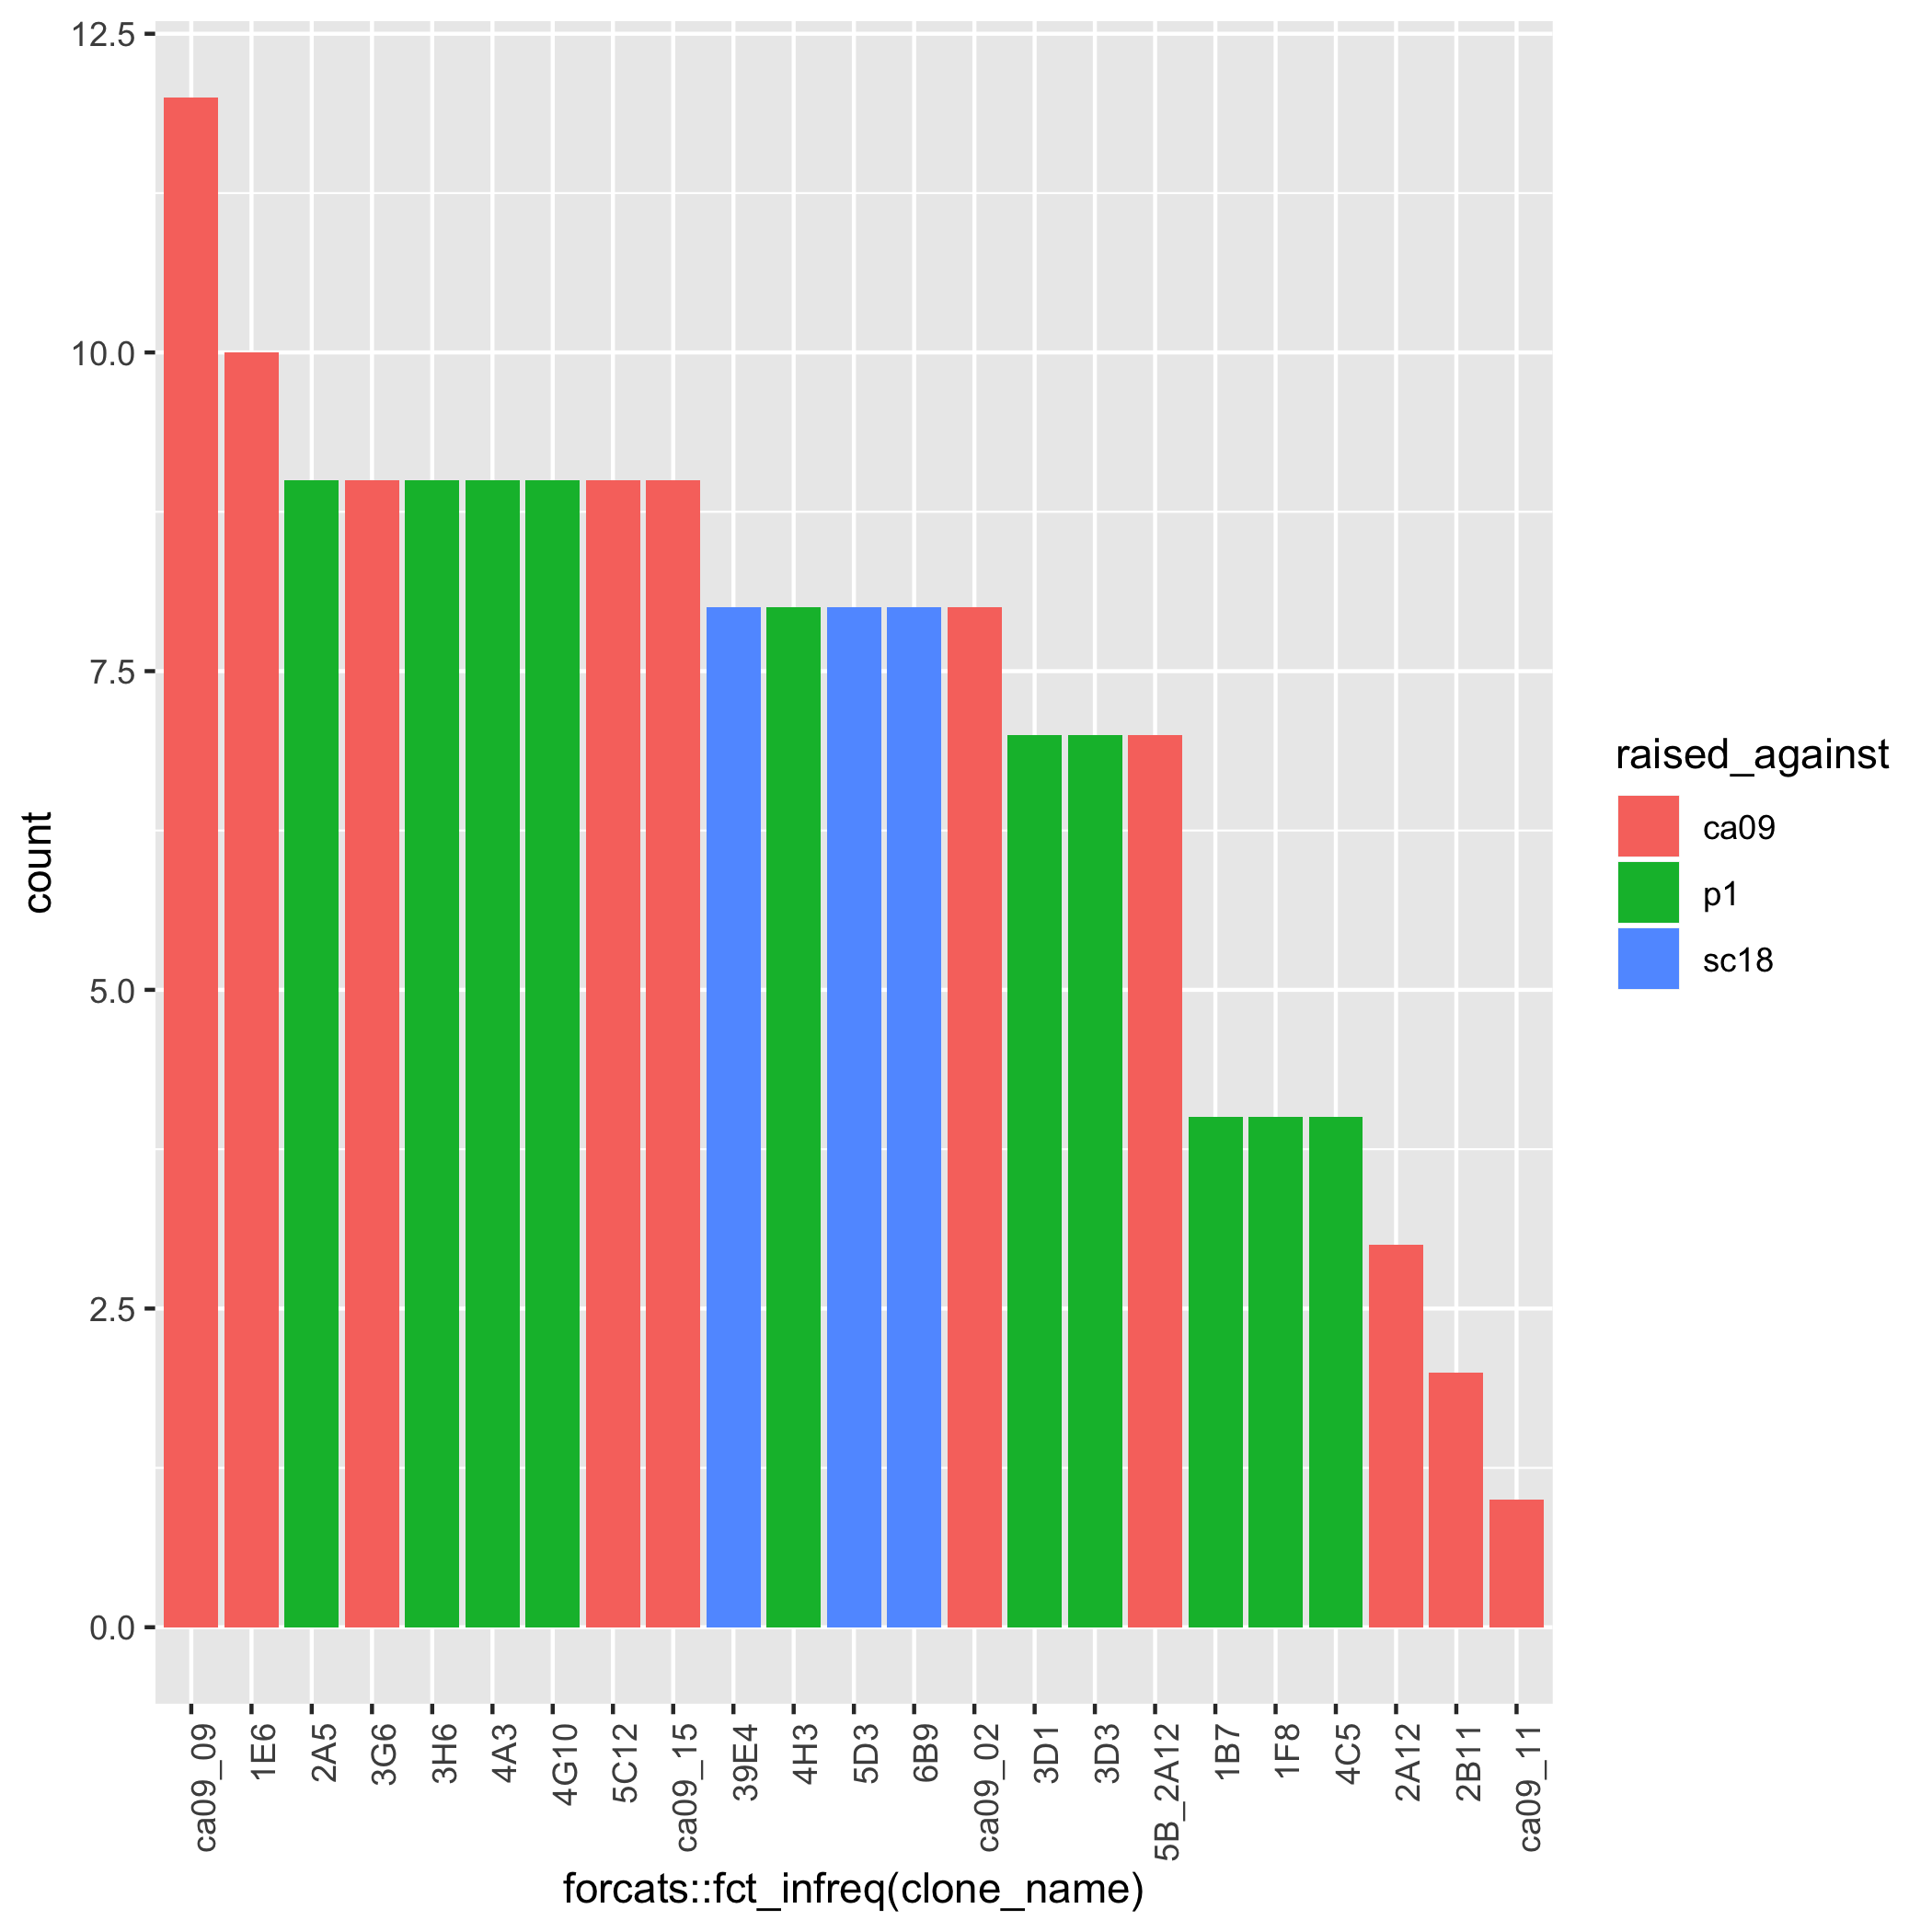 12.5
10.0
7.5
5.0
2.5
0.0
count
ca09_09
1E6
2A5
3G6
3H6
4A3
4G10
5C12
ca09_15
39E4
4H3
5D3
6B9
ca09_02
3D1
3D3
5B_2A12
1B7
1F8
4C5
2A12
2B11
ca09_11
forcats::fct_infreq(clone_name)
raised_against
ca09
p1
sc18